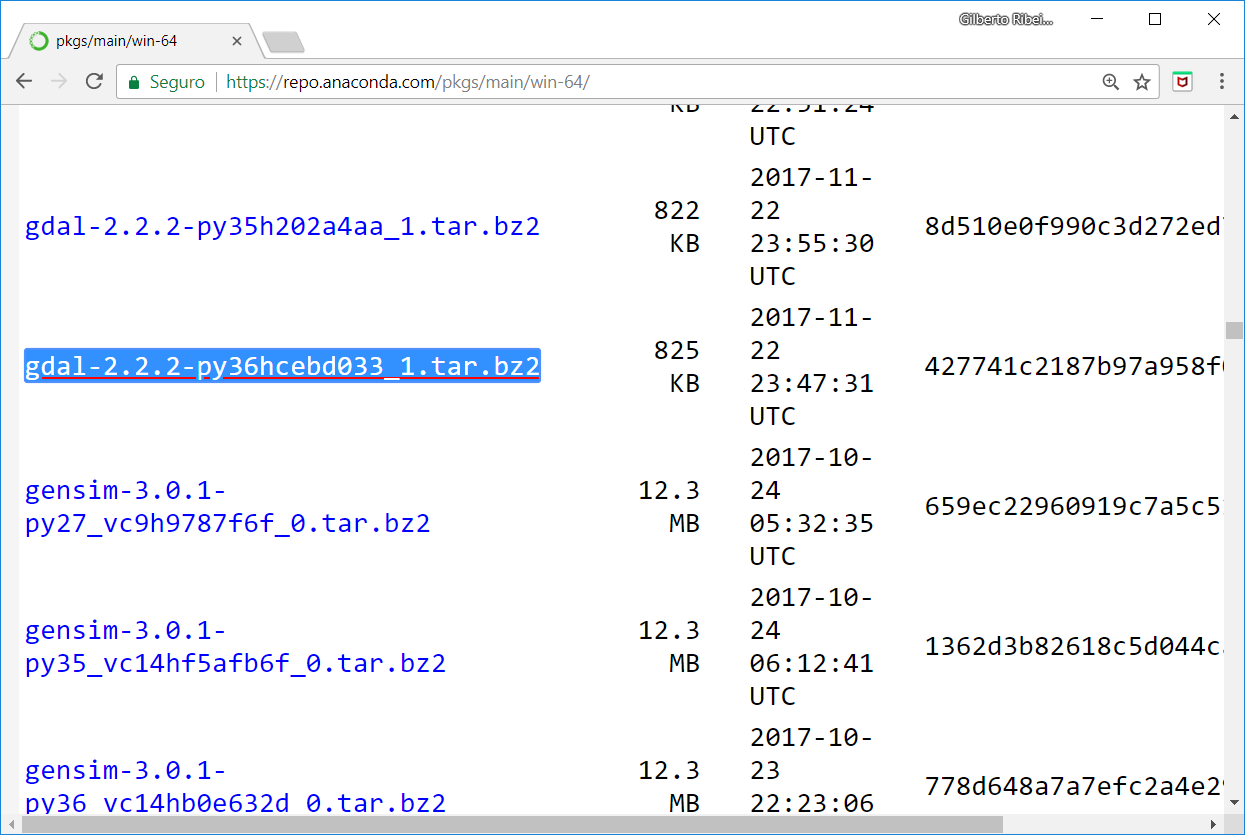 Gilberto Ribei...
pkgs/main/win-64
Seguro
https://repo.anaconda.com/pkgs/main/win-64/
KB
22:51:24
UTC
gdal-2.2.2-py35h202a4aa_1.tar.bz2
822
KB
2017-11-
22
23:55:30
UTC
8d510e0f990c3d272ed
gdal-2.2.2-py36hcebd033_1.tar.bz2
825
KB
2017-11-
22
23:47:31
UTC
427741c2187b97a958f
gensim-3.0.1-
py27_vc9h9787f6f_0.tar.bz2
12.3
MB
2017-10-
24
05:32:35
UTC
659ec22960919c7a5c5
gensim-3.0.1-
py35_vc14hf5afb6f_0.tar.bz2
12.3
MB
2017-10-
24
06:12:41
UTC
1362d3b82618c5d044c
gensim-3.0.1-
py36_vc14hb0e632d_0.tar.bz2
12.3
MB
2017-10-
23
22:23:06
778d648a7a7efc2a4e2